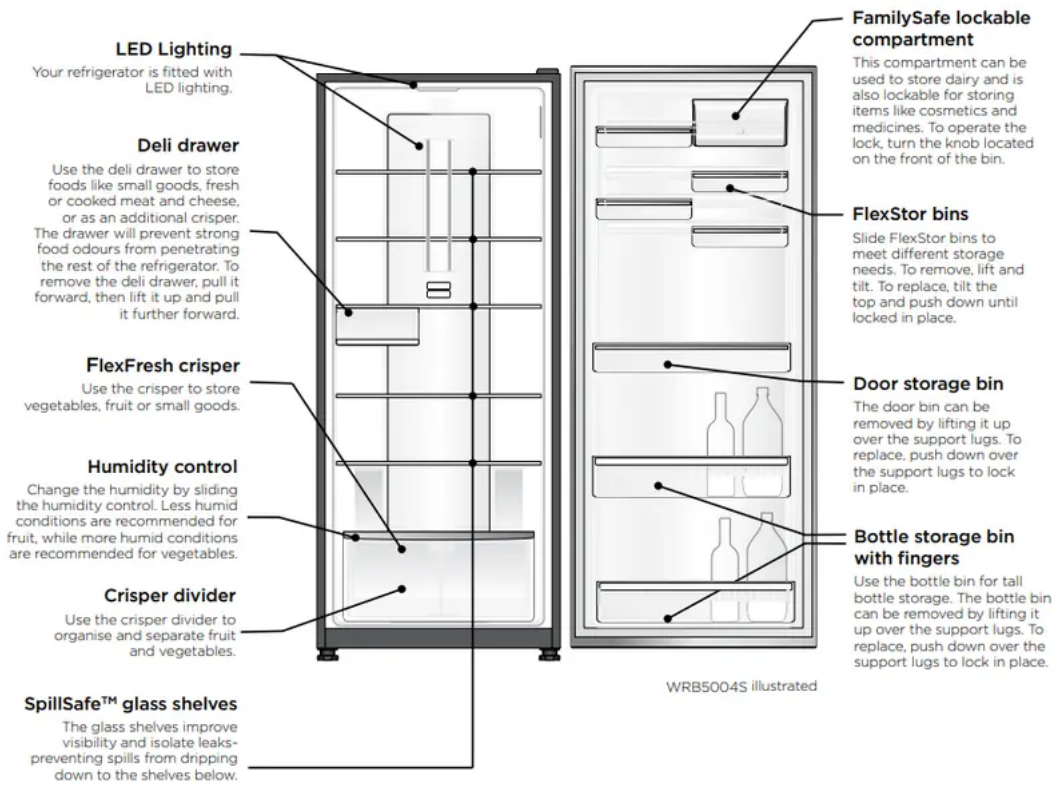 LED Lighting
Your refrigerator is fitted with
LED lighting.
Deli drawer
Use the deli drawer to store
foods like small goods, fresh
or cooked meat and cheese,
or as an additional crisper.
The drawer will prevent strong
food odours from penetrating
the rest of the refrigerator. To
remove the deli drawer, pull it
forward, then lift it up and pull
it further forward.
FlexFresh crisper
Use the crisper to store
vegetables, fruit or small goods.
Humidity control
Change the humidity by sliding
the humidity control. Less humid
conditions are recommended for
fruit, while more humid conditions
are recommended for vegetables.
Crisper divider
Use the crisper divider to
organise and separate fruit
and vegetables.
SpillSafe™ glass shelves
The glass shelves improve
visibility and isolate leaks-
preventing spills from dripping
down to the shelves below.
FamilySafe lockable
compartment
This compartment can be
used to store dairy and is
also lockable for storing
items like cosmetics and
medicines. To operate the
lock, turn the knob located
on the front of the bin.
FlexStor bins
Slide FlexStor bins to
meet different storage
needs. To remove, lift and
tilt. To replace, tilt the
top and push down until
locked in place.
Door storage bin
The door bin can be
removed by lifting it up
over the support lugs. To
replace, push down over
the support lugs to lock
in place.
Bottle storage bin
with fingers
Use the bottle bin for tall
bottle storage. The bottle bin
can be removed by lifting it
up over the support lugs. To
replace, push down over the
support lugs to lock in place.
WRB5004S illustrated